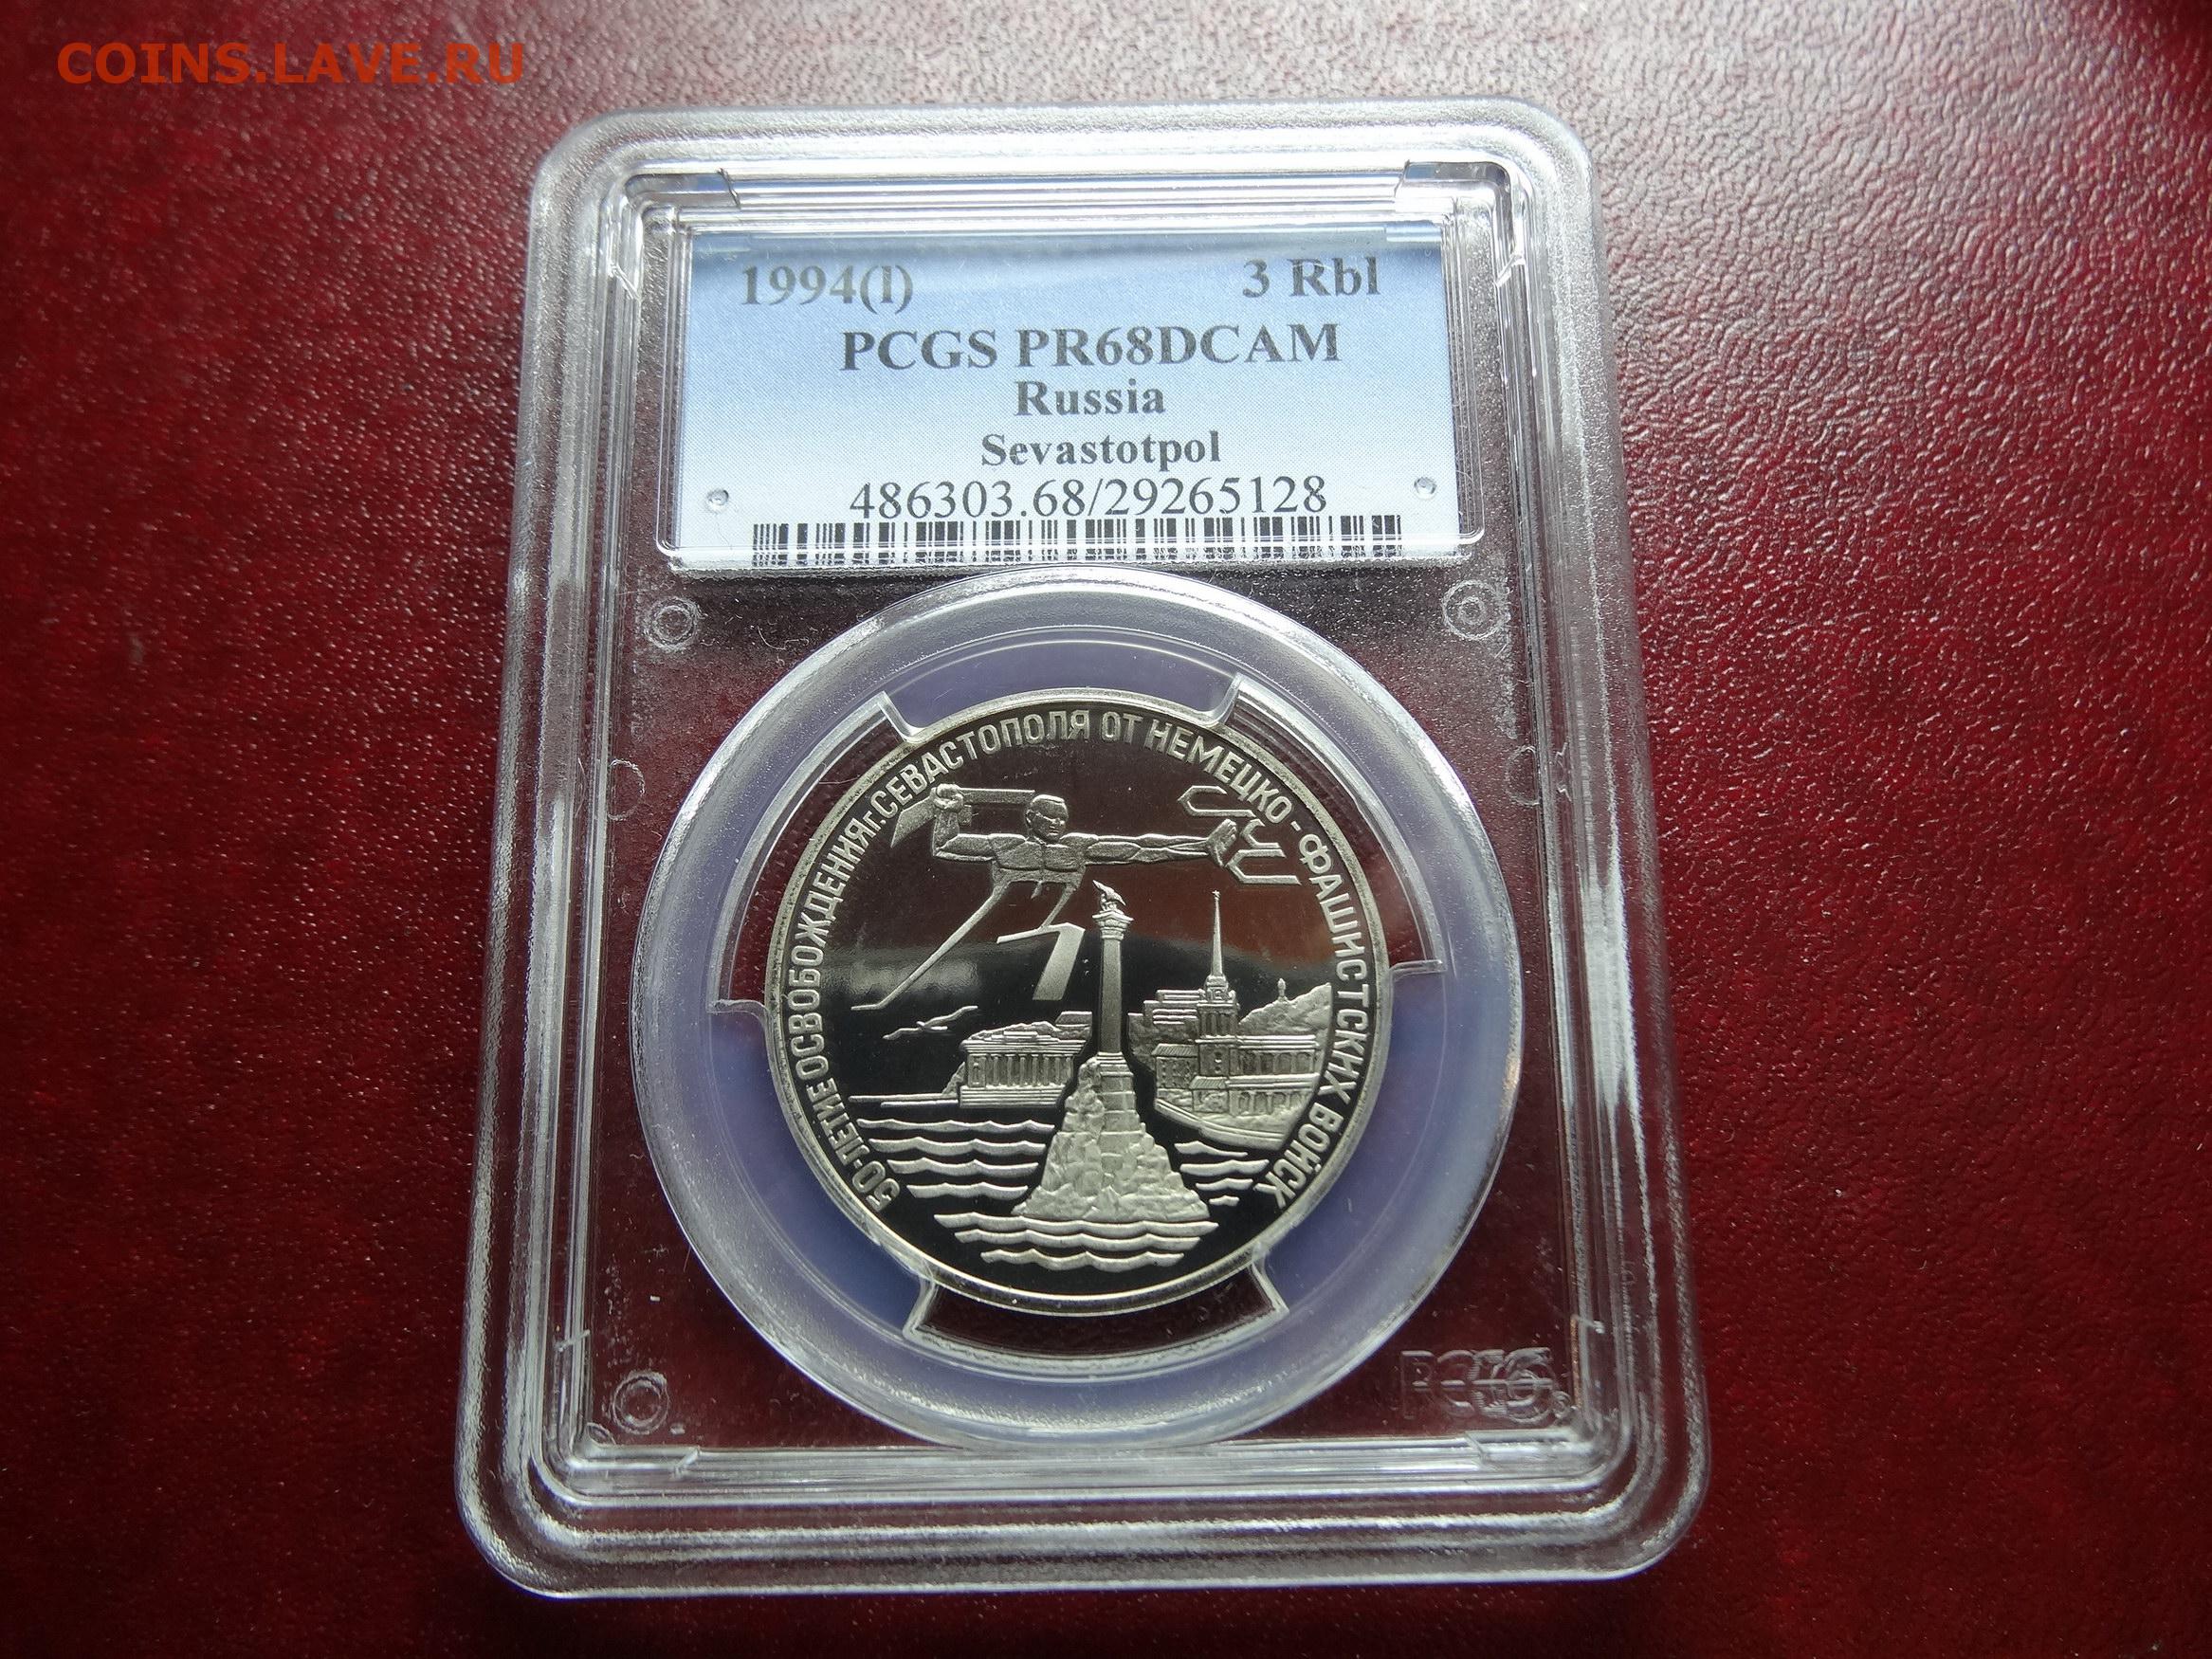 COINS.LAVE.RU
1994(l) 3 Rbl
PCGS PR68DCAM
Russia
Sevastotpol
486303.68/29265128
50-ЛЕТИЕ ОСВОБОЖДЕНИЯ г. СЕВАСТОПОЛЯ ОТ НЕМЕЦКО-ФАШИСТСКИХ ВОЙСК
PCGS